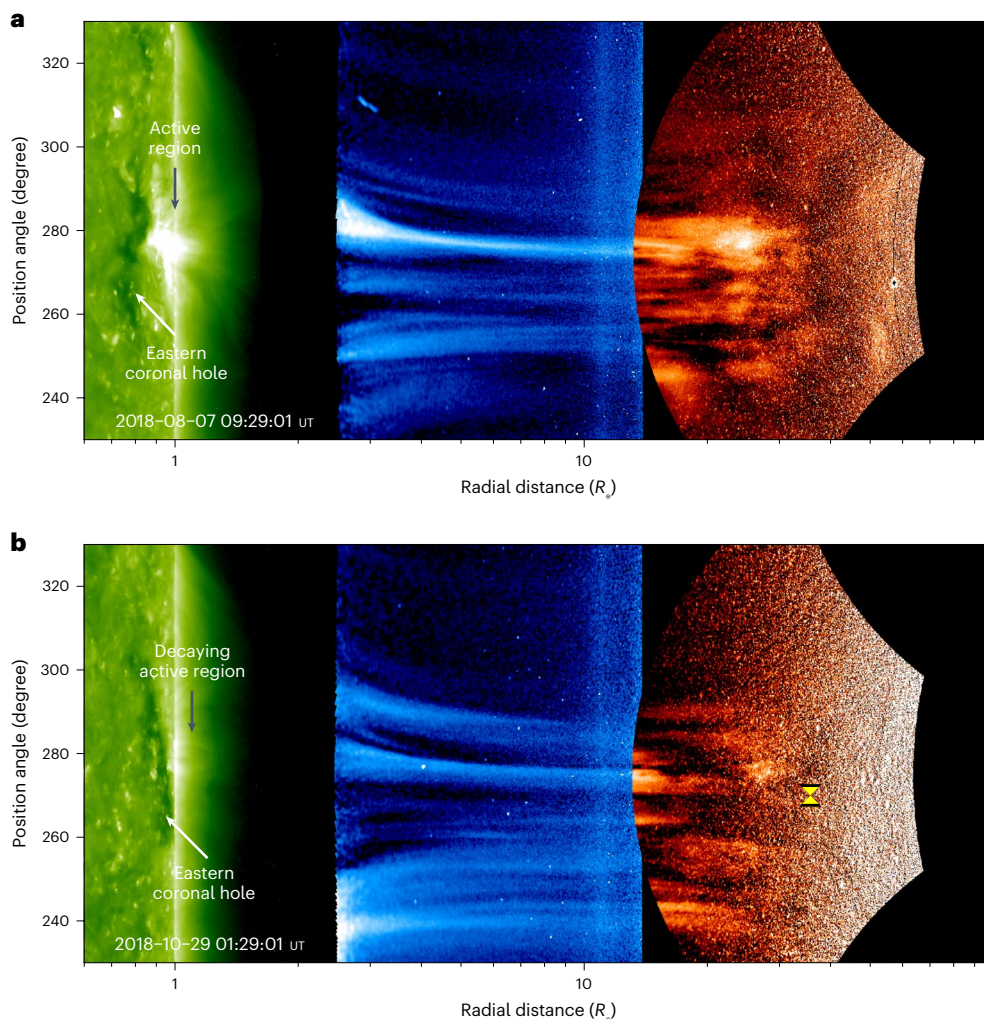 a
320
300
280
260
240
Position angle (degree)
Active
region
Eastern
coronal hole
2018–08–07 09:29:01 UT
1
10
Radial distance (R⊙)
b
320
300
280
260
240
Position angle (degree)
Decaying
active region
Eastern
coronal hole
2018–10–29 01:29:01 UT
1
10
Radial distance (R⊙)